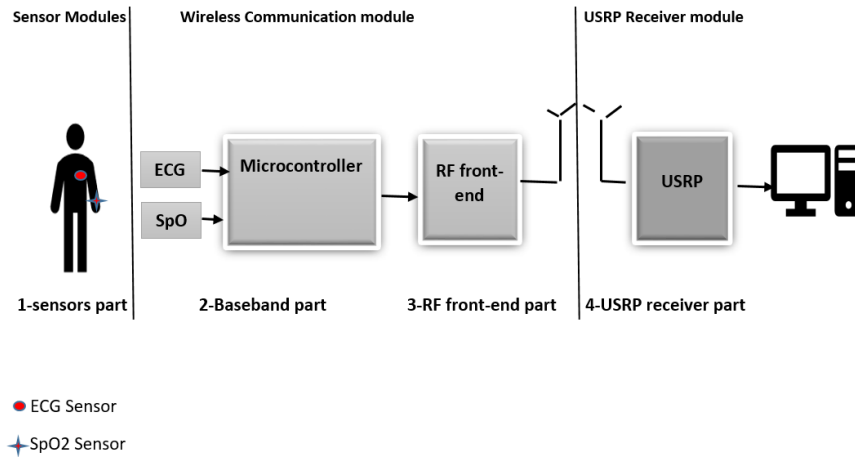 Sensor Modules
Wireless Communication module
USRP Receiver module
ECG
SpO
Microcontroller
RF front-
end
USRP
1-sensors part
2-Baseband part
3-RF front-end part
4-USRP receiver part
ECG Sensor
SpO2 Sensor